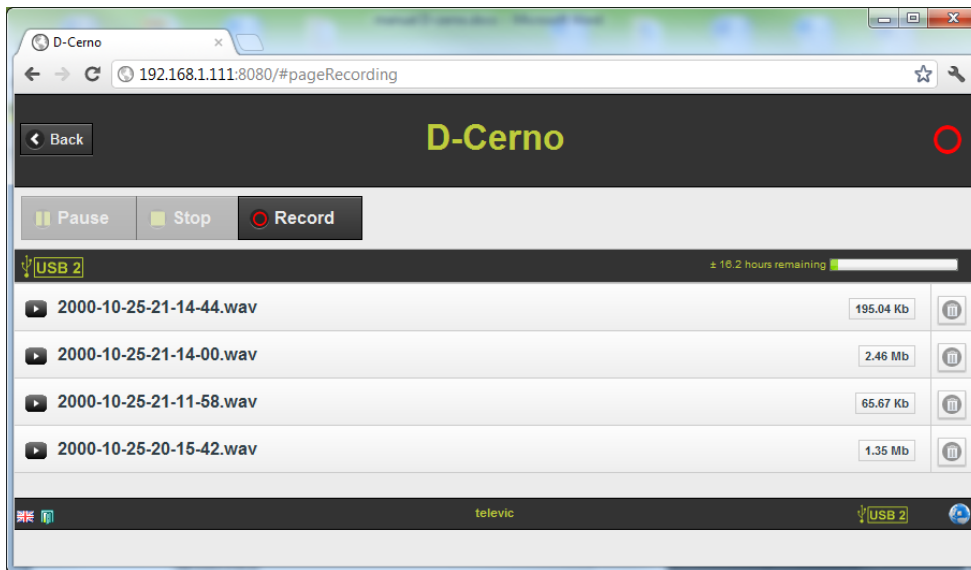 D-Cerno
192.168.1.111:8080/#pageRecording
Back
D-Cerno
Pause
Stop
Record
USB 2
± 16.2 hours remaining
2000-10-25-21-14-44.wav
195.04 Kb
2000-10-25-21-14-00.wav
2.46 Mb
2000-10-25-21-11-58.wav
65.67 Kb
2000-10-25-20-15-42.wav
1.35 Mb
televic
USB 2